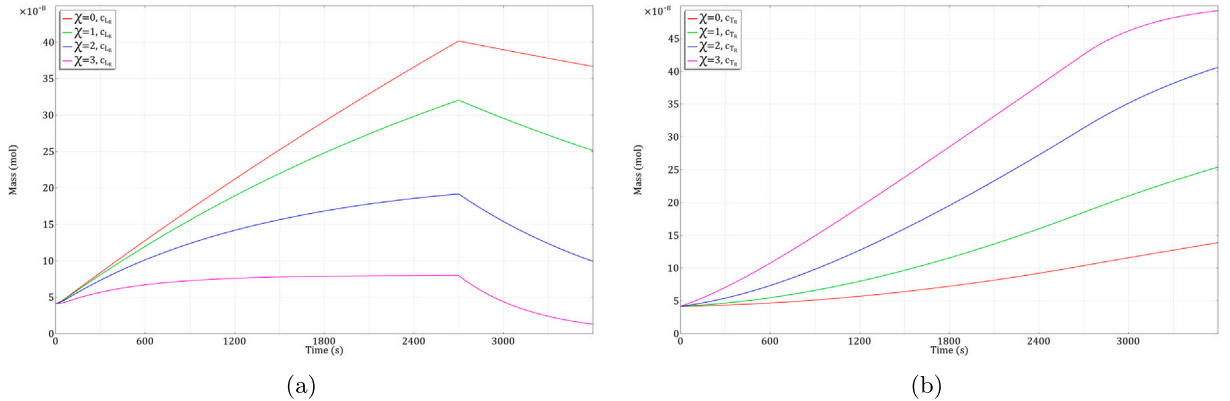 ×10⁻⁸
40
35
30
25
20
15
10
5
0
Mass (mol)
χ=0, c_{L_R}
χ=1, c_{L_R}
χ=2, c_{L_R}
χ=3, c_{L_R}
0 600 1200 1800 2400 3000
Time (s)
(a)
×10⁻⁸
45
40
35
30
25
20
15
10
5
0
Mass (mol)
χ=0, c_{T_R}
χ=1, c_{T_R}
χ=2, c_{T_R}
χ=3, c_{T_R}
0 600 1200 1800 2400 3000
Time (s)
(b)